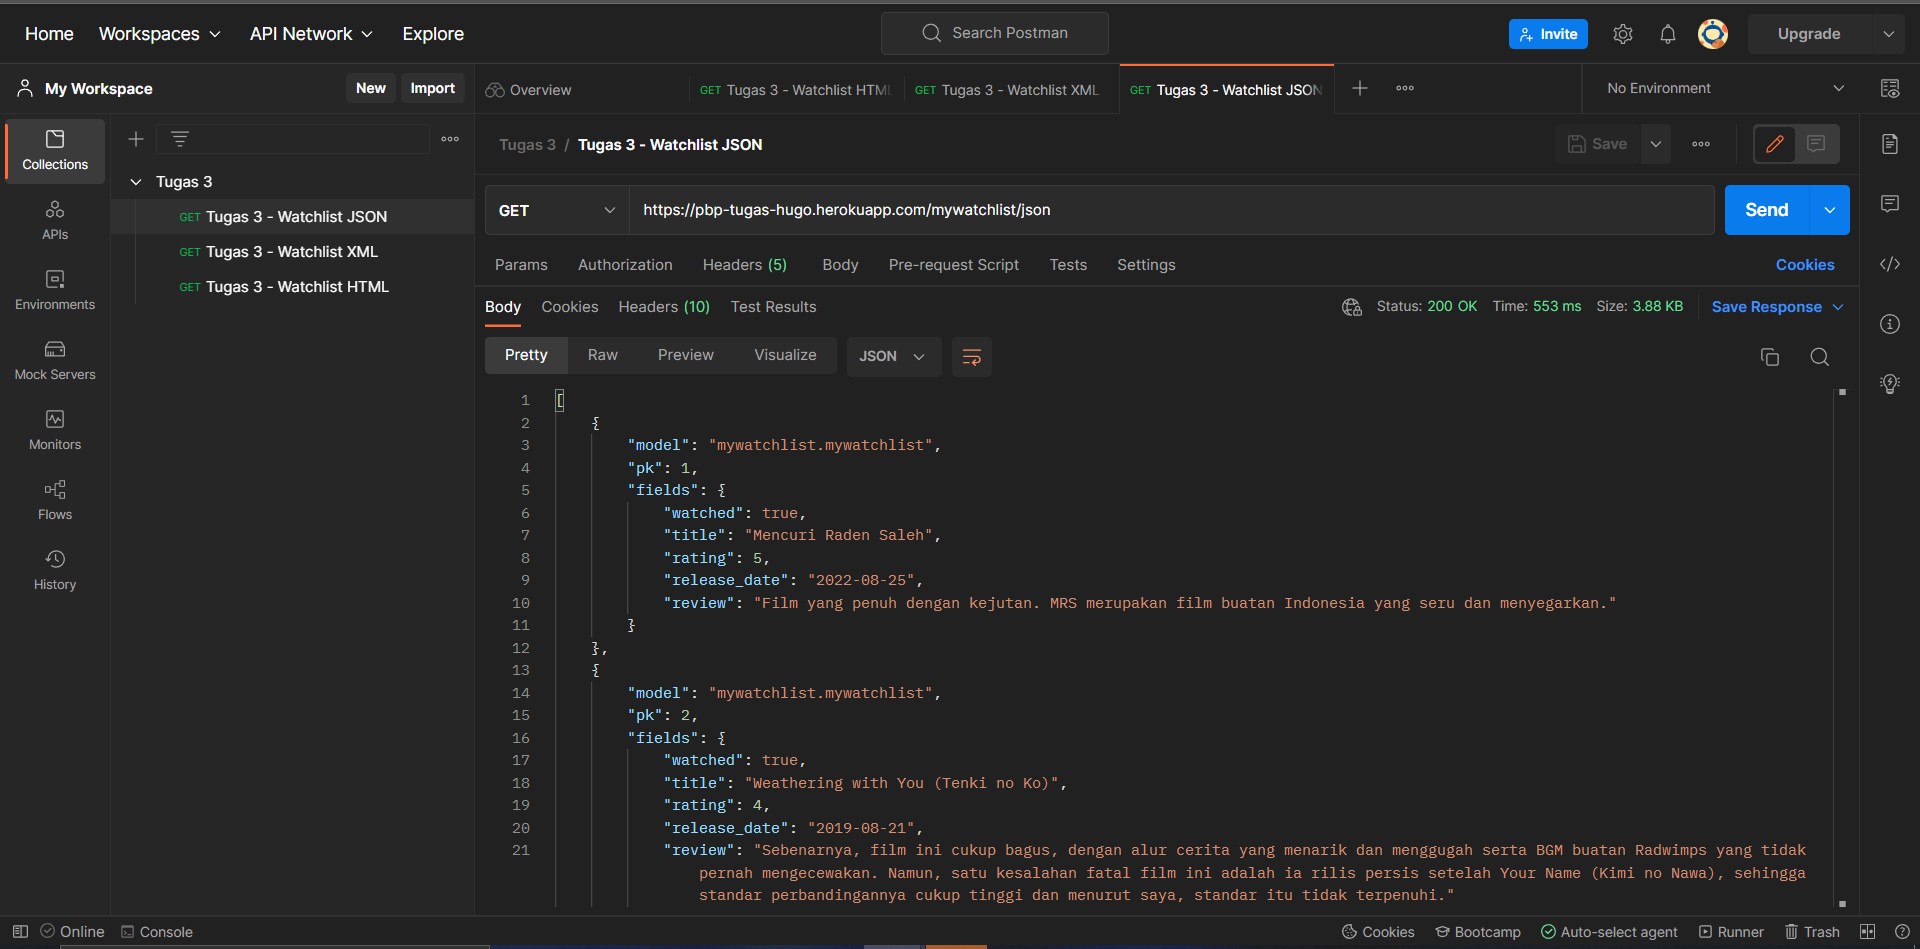 Home Workspaces API Network Explore Search Postman Invite Upgrade
My Workspace New Import Overview GET Tugas 3 - Watchlist HTML GET Tugas 3 - Watchlist XML GET Tugas 3 - Watchlist JSON No Environment
Collections
APIs
Environments
Mock Servers
Monitors
Flows
History
Tugas 3
GET Tugas 3 - Watchlist JSON
GET Tugas 3 - Watchlist XML
GET Tugas 3 - Watchlist HTML
Tugas 3 / Tugas 3 - Watchlist JSON Save
GET https://pbp-tugas-hugo.herokuapp.com/mywatchlist/json Send
Params Authorization Headers (5) Body Pre-request Script Tests Settings Cookies
Body Cookies Headers (10) Test Results Status: 200 OK Time: 553 ms Size: 3.88 KB Save Response
Pretty Raw Preview Visualize JSON
1 [
2 {
3 "model": "mywatchlist.mywatchlist",
4 "pk": 1,
5 "fields": {
6 "watched": true,
7 "title": "Mencuri Raden Saleh",
8 "rating": 5,
9 "release_date": "2022-08-25",
10 "review": "Film yang penuh dengan kejutan. MRS merupakan film buatan Indonesia yang seru dan menyegarkan."
11 }
12 },
13 {
14 "model": "mywatchlist.mywatchlist",
15 "pk": 2,
16 "fields": {
17 "watched": true,
18 "title": "Weathering with You (Tenki no Ko)",
19 "rating": 4,
20 "release_date": "2019-08-21",
21 "review": "Sebenarnya, film ini cukup bagus, dengan alur cerita yang menarik dan menggugah serta BGM buatan Radwimps yang tidak
pernah mengecewakan. Namun, satu kesalahan fatal film ini adalah ia rilis persis setelah Your Name (Kimi no Nawa), sehingga
standar perbandingannya cukup tinggi dan menurut saya, standar itu tidak terpenuhi."
Online Console Cookies Bootcamp Auto-select agent Runner Trash